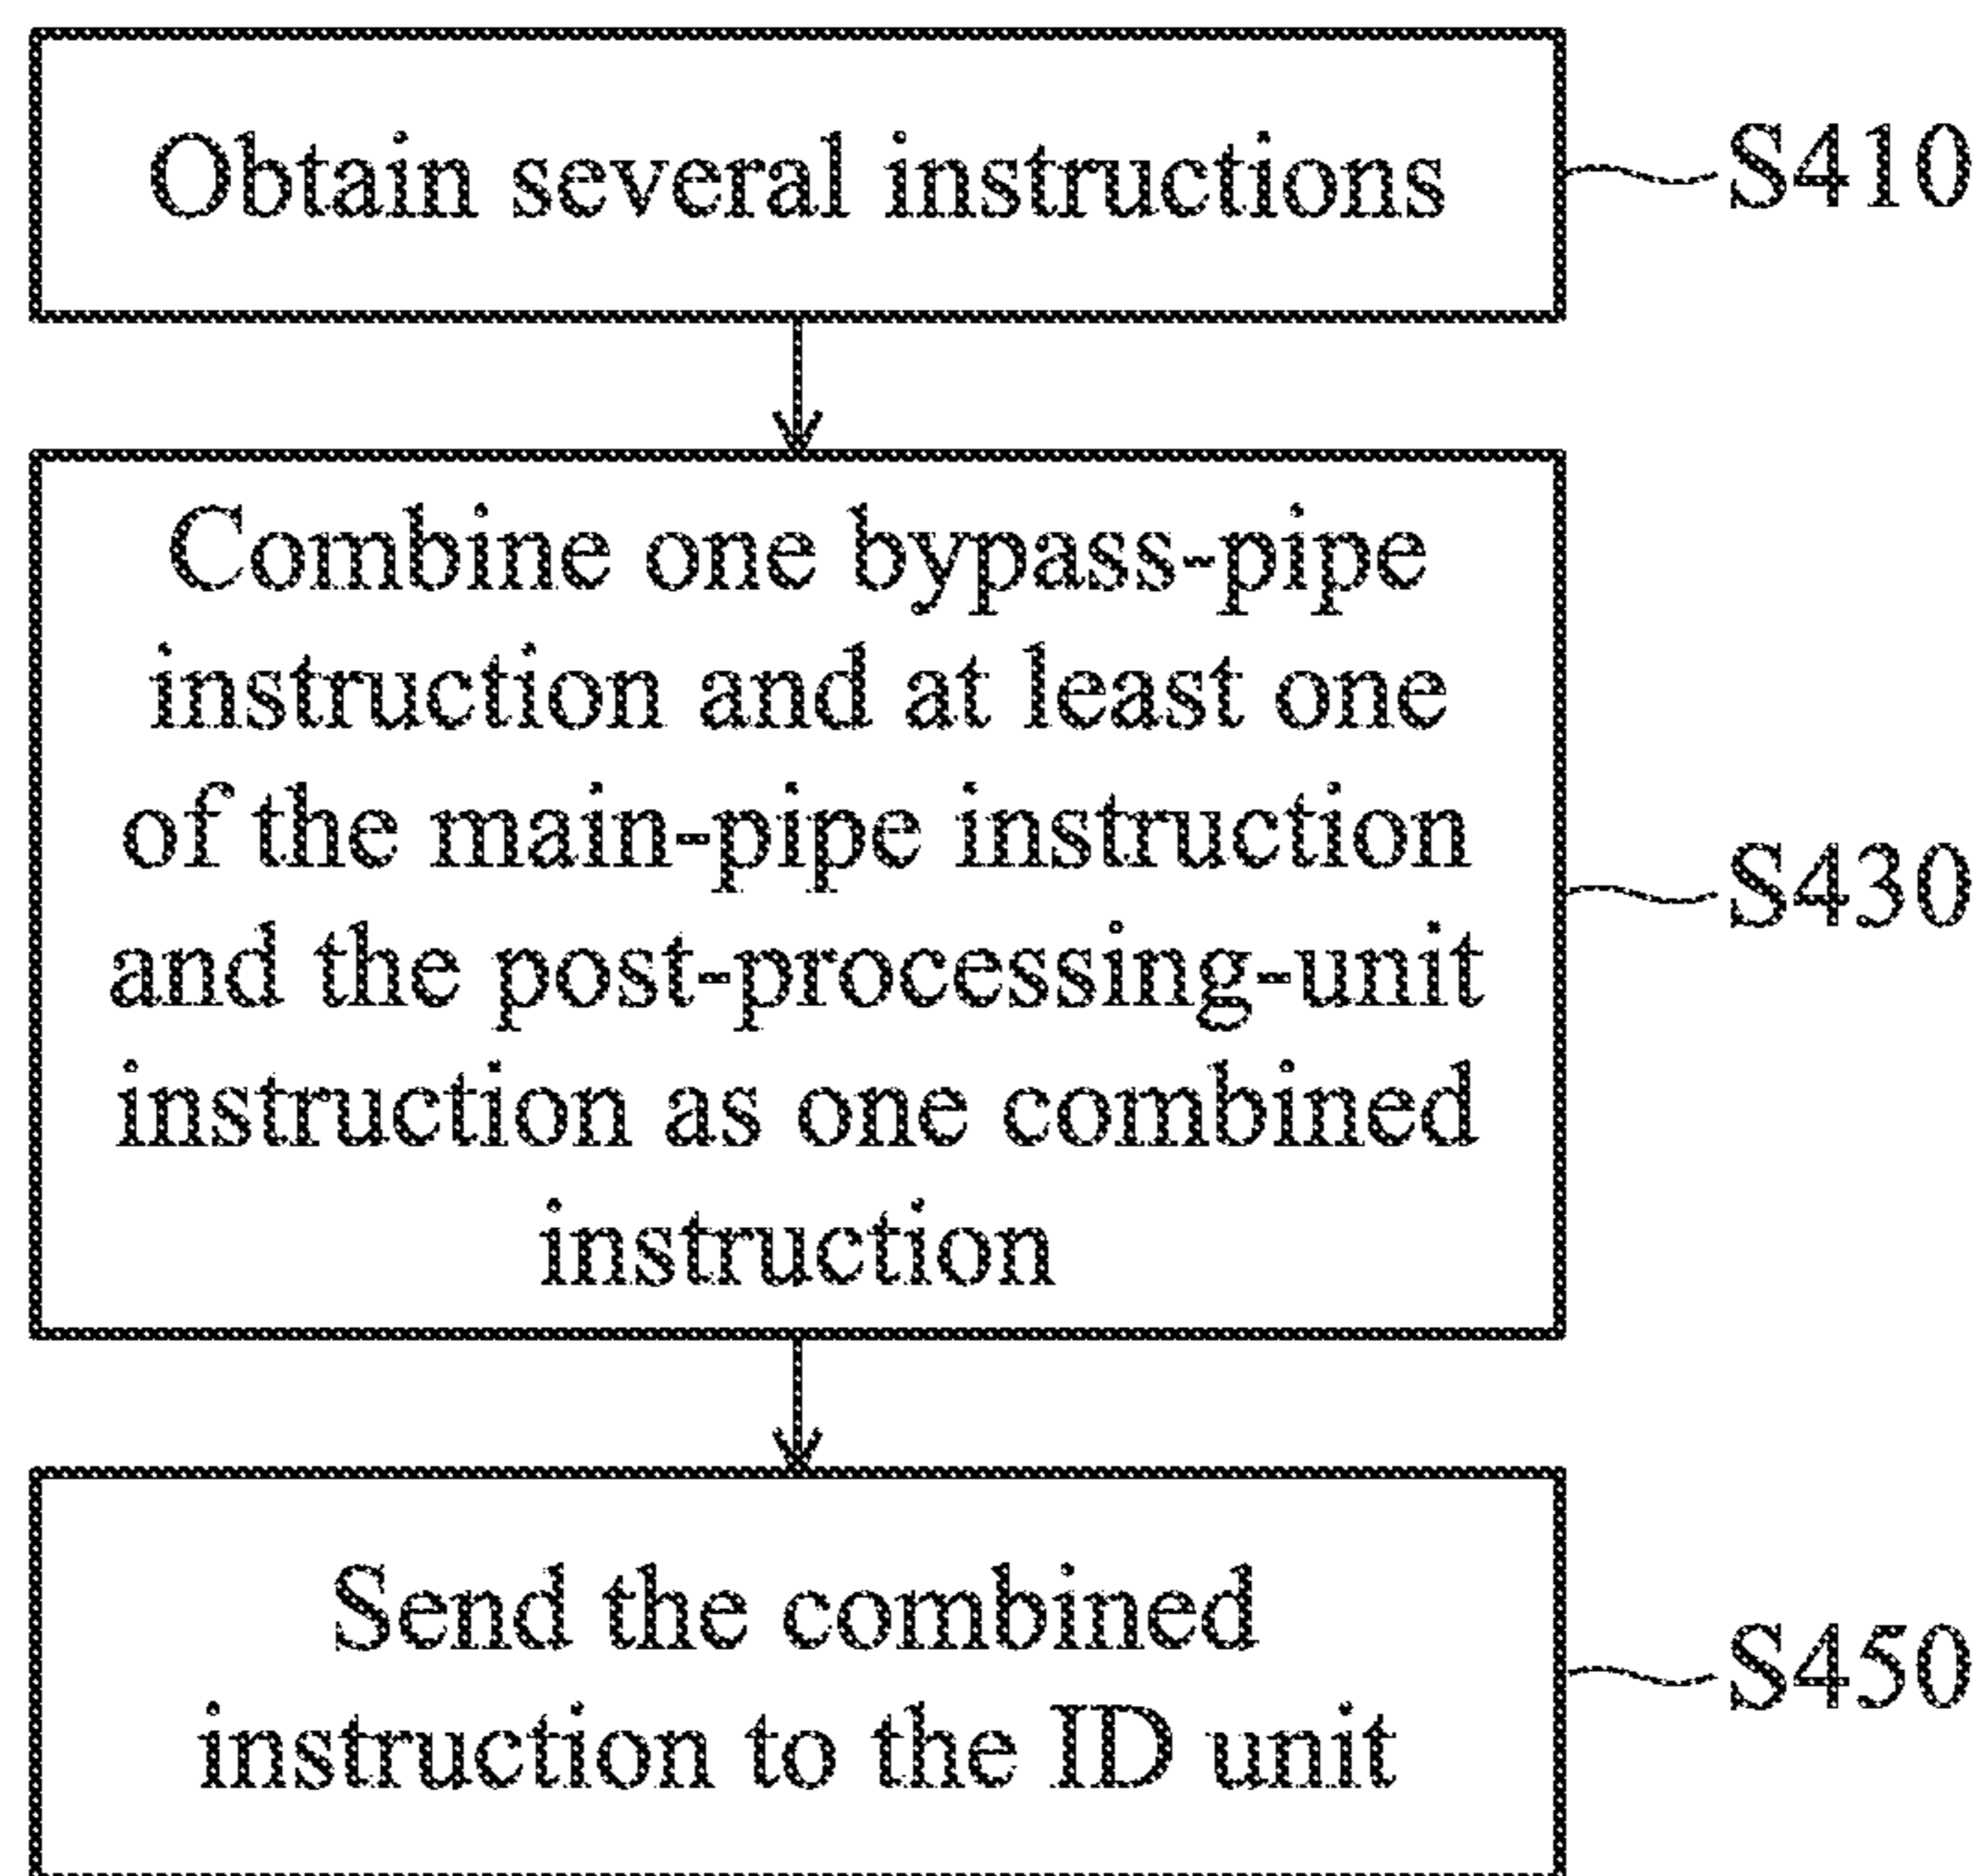 Obtain several instructions
S410
Combine one bypass-pipe
instruction and at least one
of the main-pipe instruction
and the post-processing-unit
instruction as one combined
instruction
S430
Send the combined
instruction to the ID unit
S450